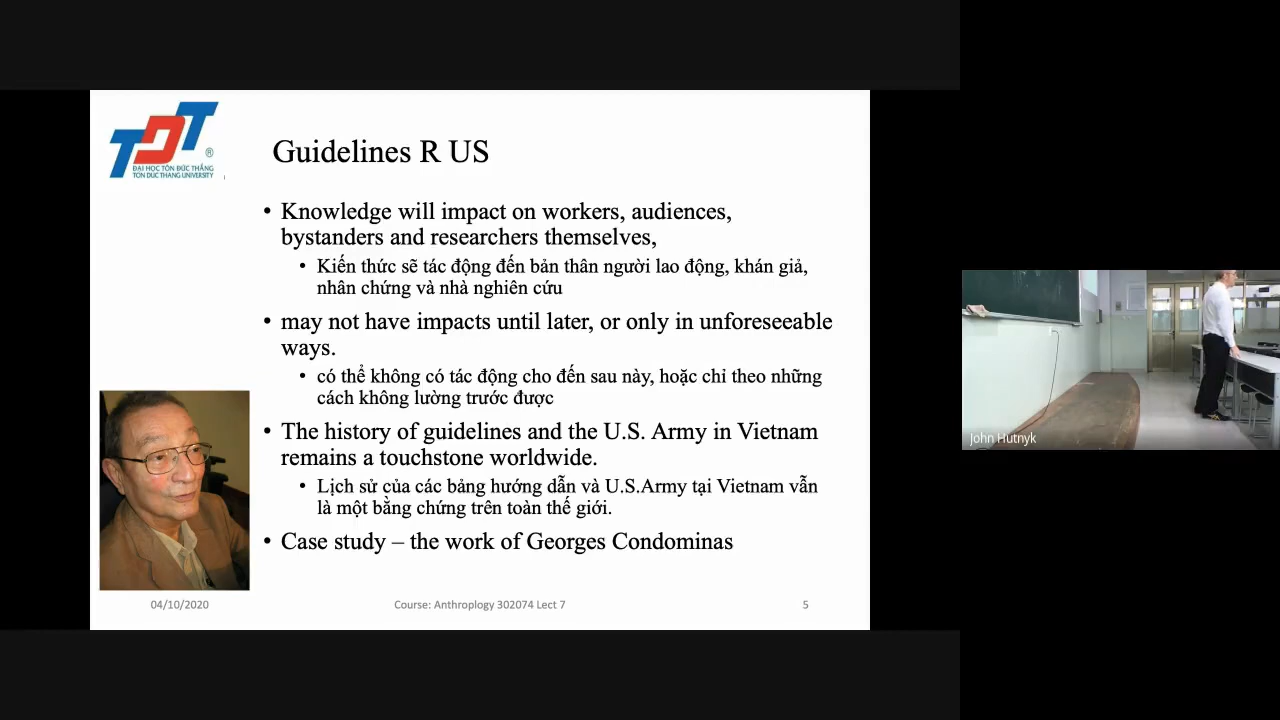 TDT
®
ĐẠI HỌC TÔN ĐỨC THẮNG
TON DUC THANG UNIVERSITY
Guidelines R US
• Knowledge will impact on workers, audiences,
bystanders and researchers themselves,
• Kiến thức sẽ tác động đến bản thân người lao động, khán giả,
nhân chứng và nhà nghiên cứu
• may not have impacts until later, or only in unforeseeable
ways.
• có thể không có tác động cho đến sau này, hoặc chỉ theo những
cách không lường trước được
• The history of guidelines and the U.S. Army in Vietnam
remains a touchstone worldwide.
• Lịch sử của các bảng hướng dẫn và U.S.Army tại Vietnam vẫn
là một bằng chứng trên toàn thế giới.
• Case study – the work of Georges Condominas
04/10/2020
Course: Anthroplogy 302074 Lect 7
5
John Hutnyk